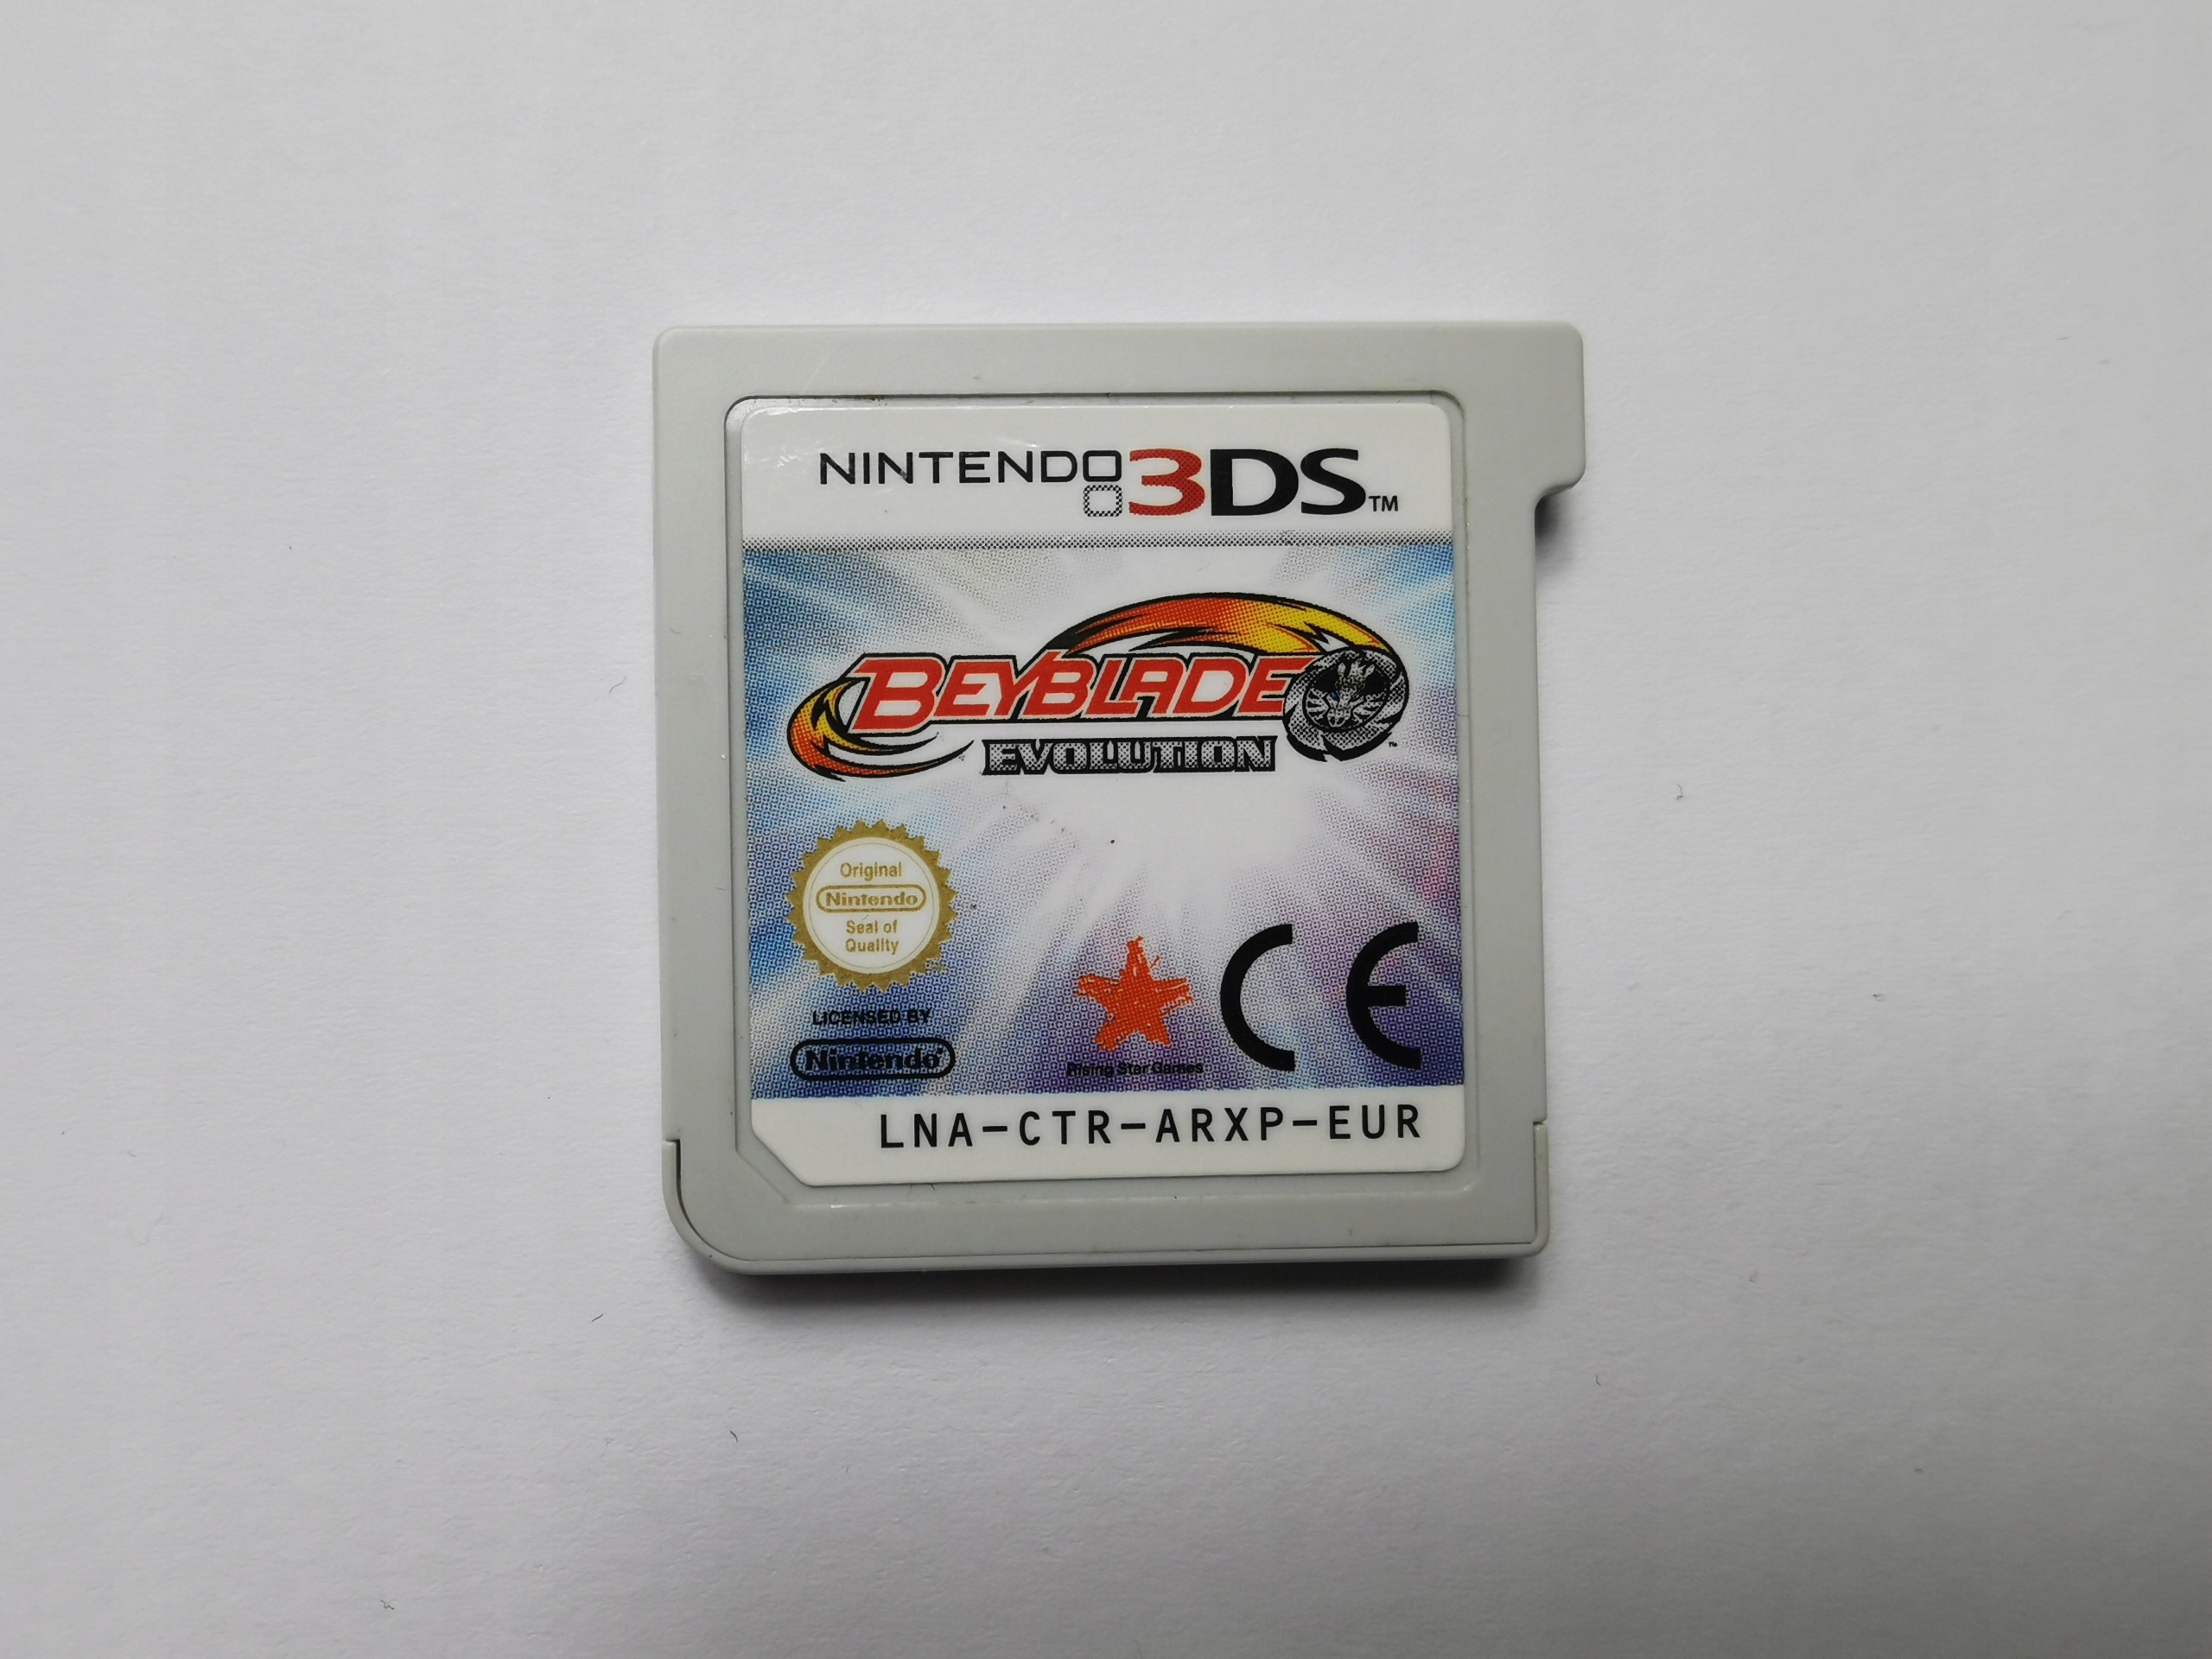 NINTENDO 3DS™
BEYBLADE
EVOLUTION
Original
Nintendo
Seal of
Quality
LICENSED BY
Nintendo®
Rising Star Games
CE
LNA-CTR-ARXP-EUR